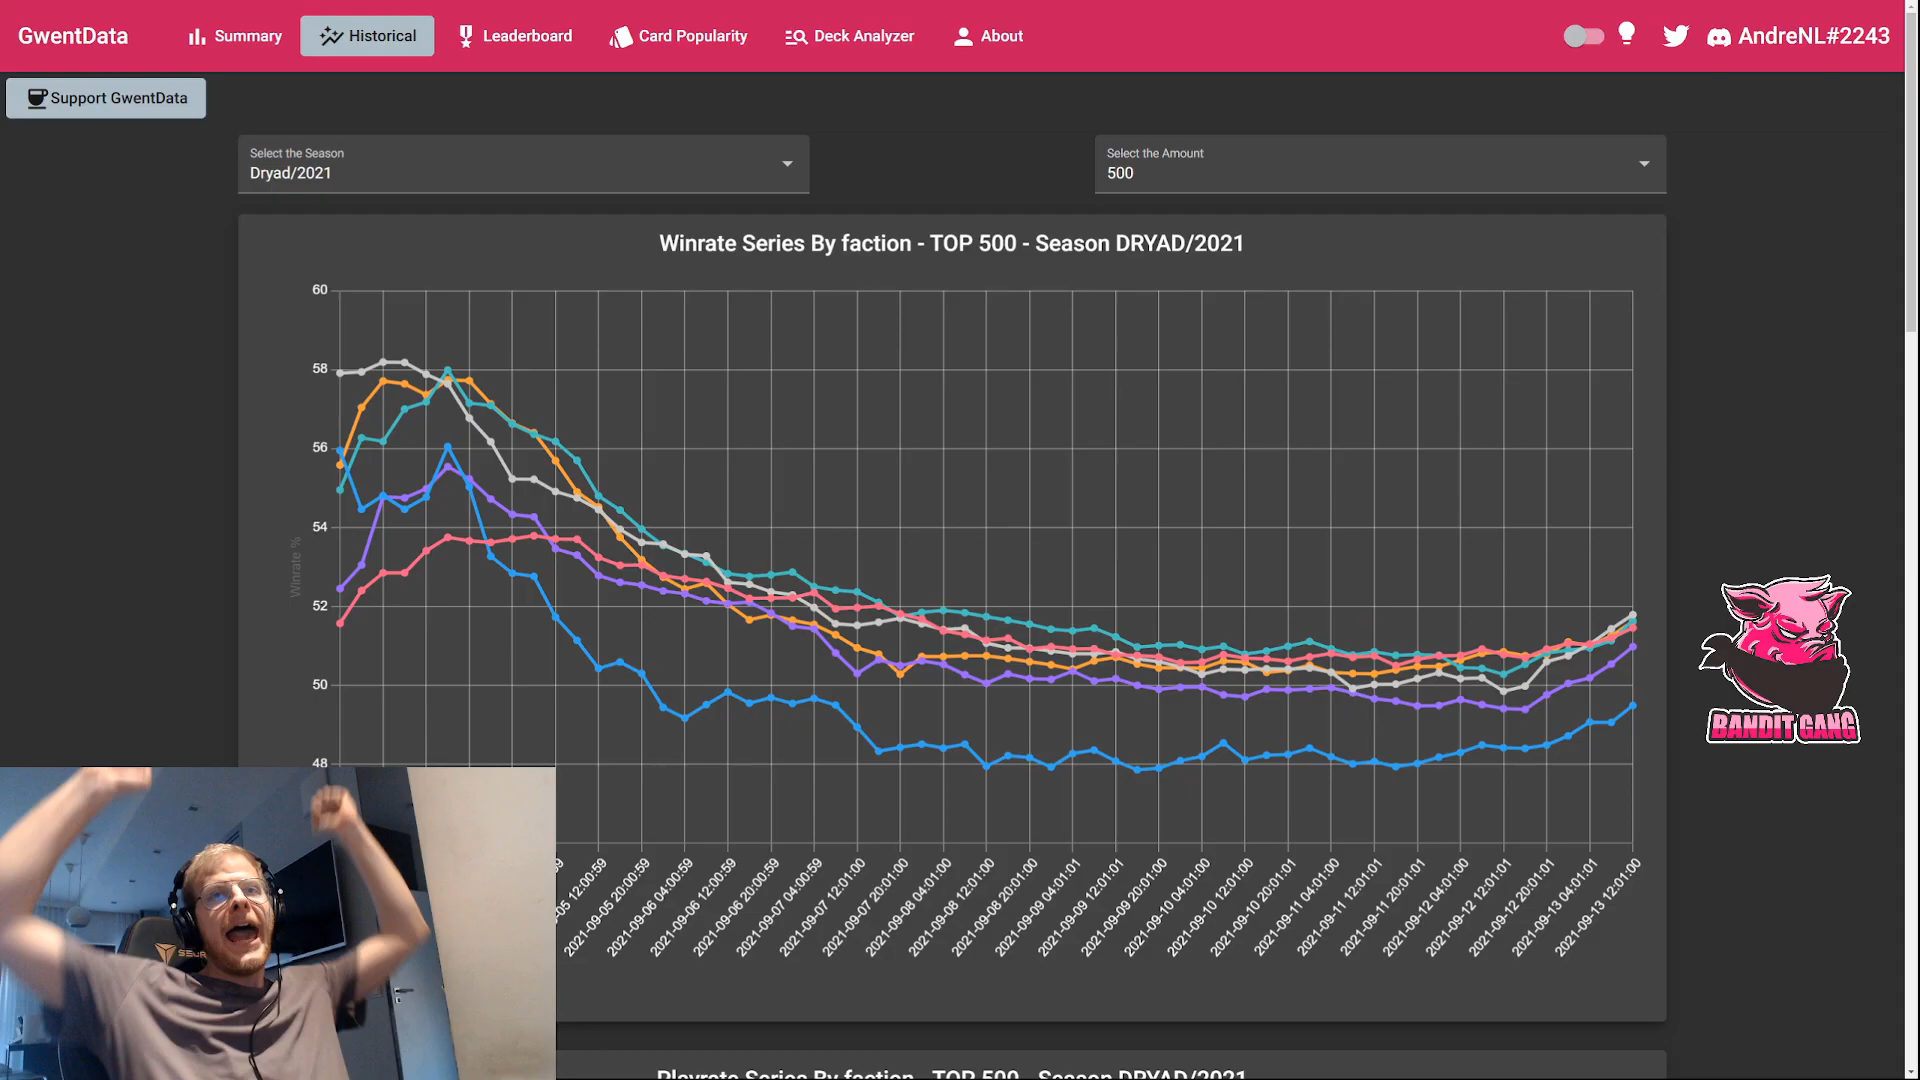 GwentData
Summary
Historical
Leaderboard
Card Popularity
Deck Analyzer
About
AndreNL#2243
Support GwentData
Select the Season
Dryad/2021
Select the Amount
500
Winrate Series By faction - TOP 500 - Season DRYAD/2021
60
58
56
54
52
50
48
Winrate %
2021-09-05 20:00:59
2021-09-06 04:00:59
2021-09-06 12:00:59
2021-09-06 20:00:59
2021-09-07 04:00:59
2021-09-07 12:01:00
2021-09-07 20:01:00
2021-09-08 04:01:00
2021-09-08 12:01:00
2021-09-08 20:01:00
2021-09-09 04:01:01
2021-09-09 12:01:01
2021-09-09 20:01:00
2021-09-10 04:01:00
2021-09-10 12:01:00
2021-09-10 20:01:01
2021-09-11 04:01:00
2021-09-11 12:01:01
2021-09-11 20:01:01
2021-09-12 04:01:00
2021-09-12 12:01:01
2021-09-12 20:01:01
2021-09-13 04:01:01
2021-09-13 12:01:00
BANDIT GANG
Playrate Series By faction - TOP 500 - Season DRYAD/2021